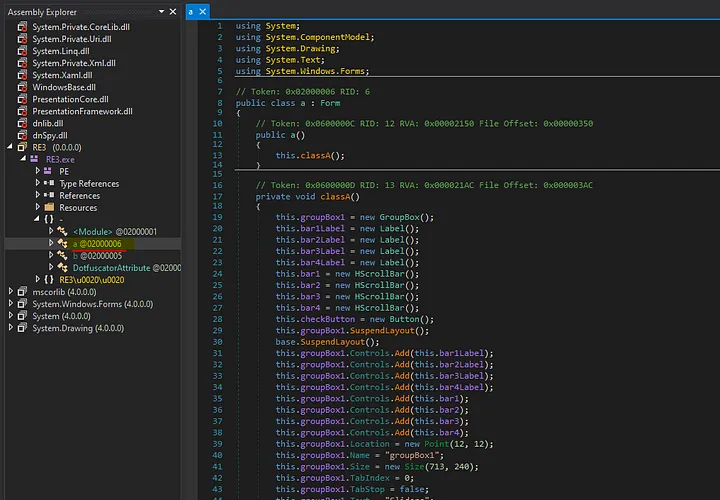 Assembly Explorer
System.Private.CoreLib.dll
System.Private.Uri.dll
System.Linq.dll
System.Private.Xml.dll
System.Xaml.dll
WindowsBase.dll
PresentationCore.dll
PresentationFramework.dll
dnlib.dll
dnSpy.dll
RE3 (0.0.0.0)
RE3.exe
PE
Type References
References
Resources
{ } -
<Module> @02000001
a @02000006
b @02000005
DotfuscatorAttribute @02000
{ } RE3\u0020\u0020
mscorlib (4.0.0.0)
System.Windows.Forms (4.0.0.0)
System (4.0.0.0)
System.Drawing (4.0.0.0)
a
1 using System;
2 using System.ComponentModel;
3 using System.Drawing;
4 using System.Text;
5 using System.Windows.Forms;
6
7 // Token: 0x02000006 RID: 6
8 public class a : Form
9 {
10 // Token: 0x0600000C RID: 12 RVA: 0x00002150 File Offset: 0x00000350
11 public a()
12 {
13 this.classA();
14 }
15
16 // Token: 0x0600000D RID: 13 RVA: 0x000021AC File Offset: 0x000003AC
17 private void classA()
18 {
19 this.groupBox1 = new GroupBox();
20 this.bar1Label = new Label();
21 this.bar2Label = new Label();
22 this.bar3Label = new Label();
23 this.bar4Label = new Label();
24 this.bar1 = new HScrollBar();
25 this.bar2 = new HScrollBar();
26 this.bar3 = new HScrollBar();
27 this.bar4 = new HScrollBar();
28 this.checkButton = new Button();
29 this.groupBox1.SuspendLayout();
30 base.SuspendLayout();
31 this.groupBox1.Controls.Add(this.bar1Label);
32 this.groupBox1.Controls.Add(this.bar2Label);
33 this.groupBox1.Controls.Add(this.bar3Label);
34 this.groupBox1.Controls.Add(this.bar4Label);
35 this.groupBox1.Controls.Add(this.bar1);
36 this.groupBox1.Controls.Add(this.bar2);
37 this.groupBox1.Controls.Add(this.bar3);
38 this.groupBox1.Controls.Add(this.bar4);
39 this.groupBox1.Location = new Point(12, 12);
40 this.groupBox1.Name = "groupBox1";
41 this.groupBox1.Size = new Size(713, 240);
42 this.groupBox1.TabIndex = 0;
43 this.groupBox1.TabStop = false;